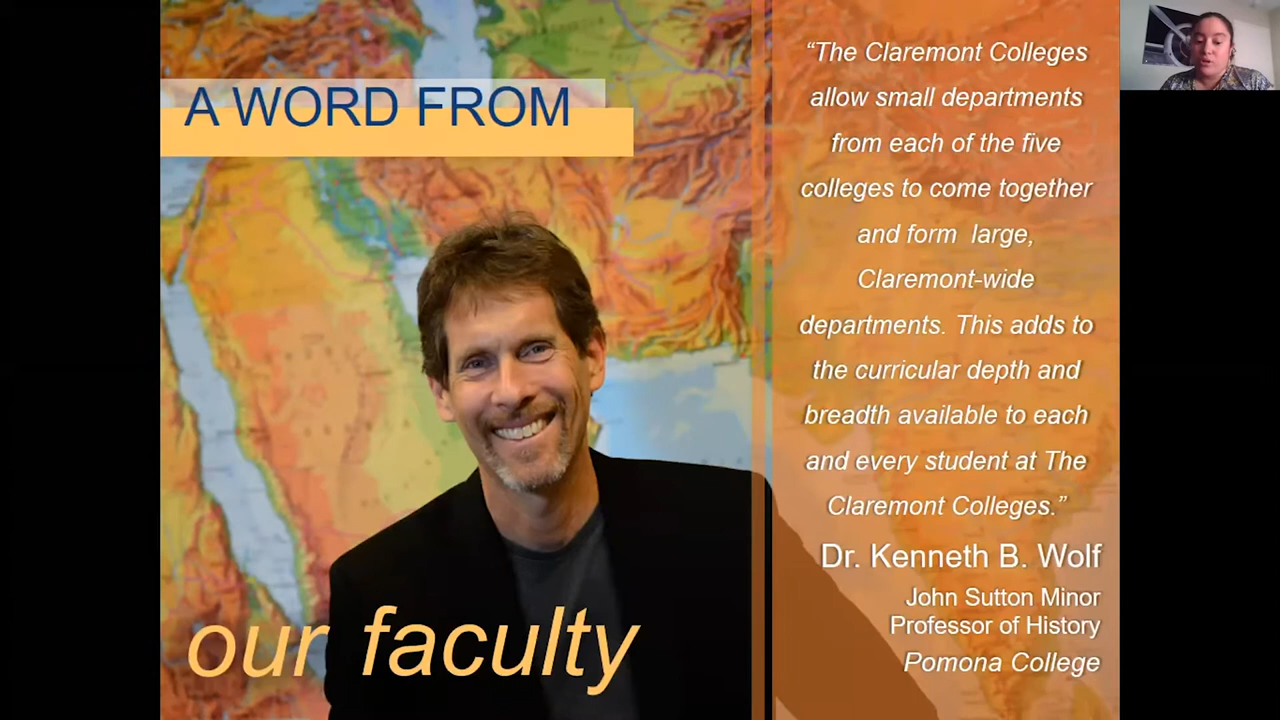 A WORD FROM
our faculty
“The Claremont Colleges
allow small departments
from each of the five
colleges to come together
and form large,
Claremont-wide
departments. This adds to
the curricular depth and
breadth available to each
and every student at The
Claremont Colleges.”
Dr. Kenneth B. Wolf
John Sutton Minor
Professor of History
Pomona College